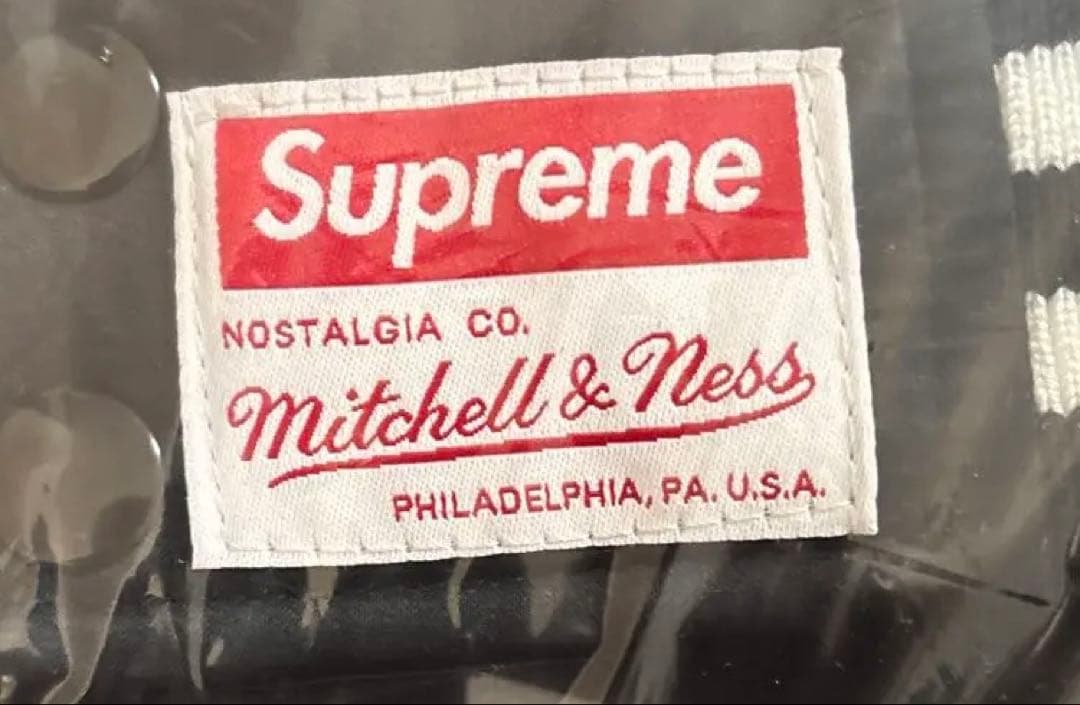 Supreme
NOSTALGIA CO.
Mitchell & Ness
PHILADELPHIA, PA. U.S.A.